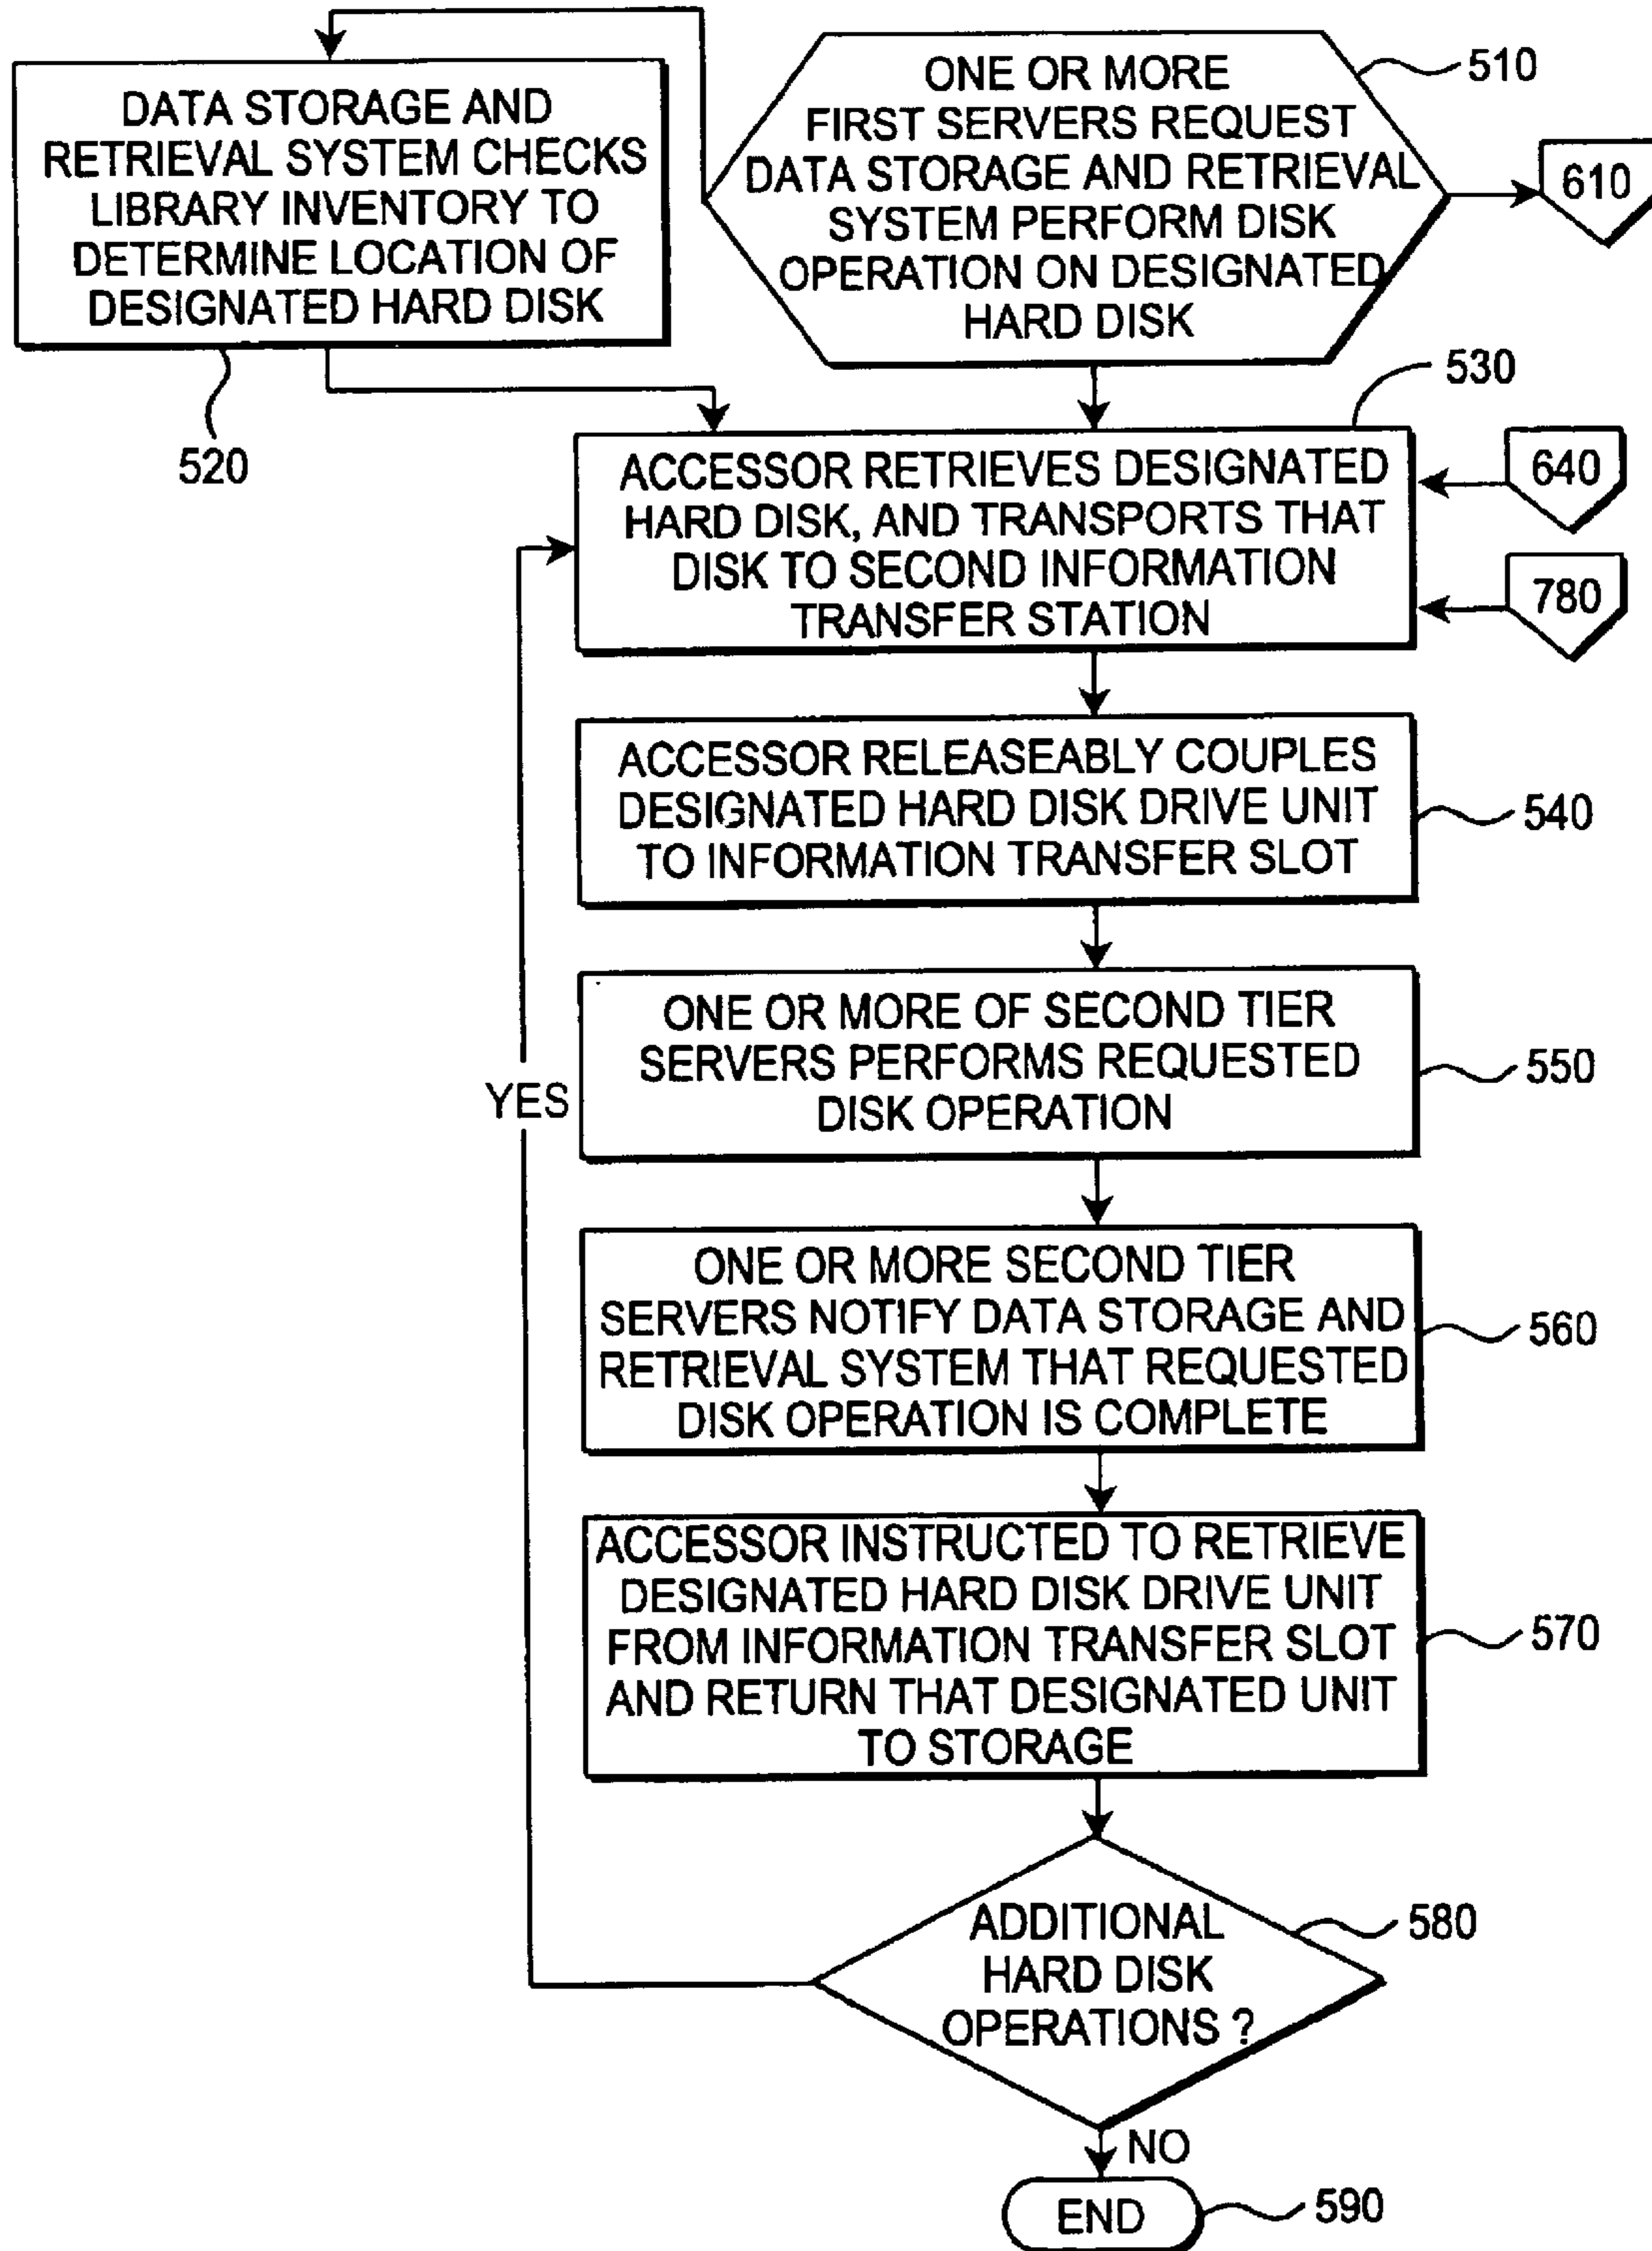 ONE OR MORE
FIRST SERVERS REQUEST
DATA STORAGE AND RETRIEVAL
SYSTEM PERFORM DISK
OPERATION ON DESIGNATED
HARD DISK
510
610
DATA STORAGE AND
RETRIEVAL SYSTEM CHECKS
LIBRARY INVENTORY TO
DETERMINE LOCATION OF
DESIGNATED HARD DISK
520
530
ACCESSOR RETRIEVES DESIGNATED
HARD DISK, AND TRANSPORTS THAT
DISK TO SECOND INFORMATION
TRANSFER STATION
640
780
ACCESSOR RELEASEABLY COUPLES
DESIGNATED HARD DISK DRIVE UNIT
TO INFORMATION TRANSFER SLOT
540
ONE OR MORE OF SECOND TIER
SERVERS PERFORMS REQUESTED
DISK OPERATION
550
YES
ONE OR MORE SECOND TIER
SERVERS NOTIFY DATA STORAGE AND
RETRIEVAL SYSTEM THAT REQUESTED
DISK OPERATION IS COMPLETE
560
ACCESSOR INSTRUCTED TO RETRIEVE
DESIGNATED HARD DISK DRIVE UNIT
FROM INFORMATION TRANSFER SLOT
AND RETURN THAT DESIGNATED UNIT
TO STORAGE
570
ADDITIONAL
HARD DISK
OPERATIONS ?
580
NO
END
590